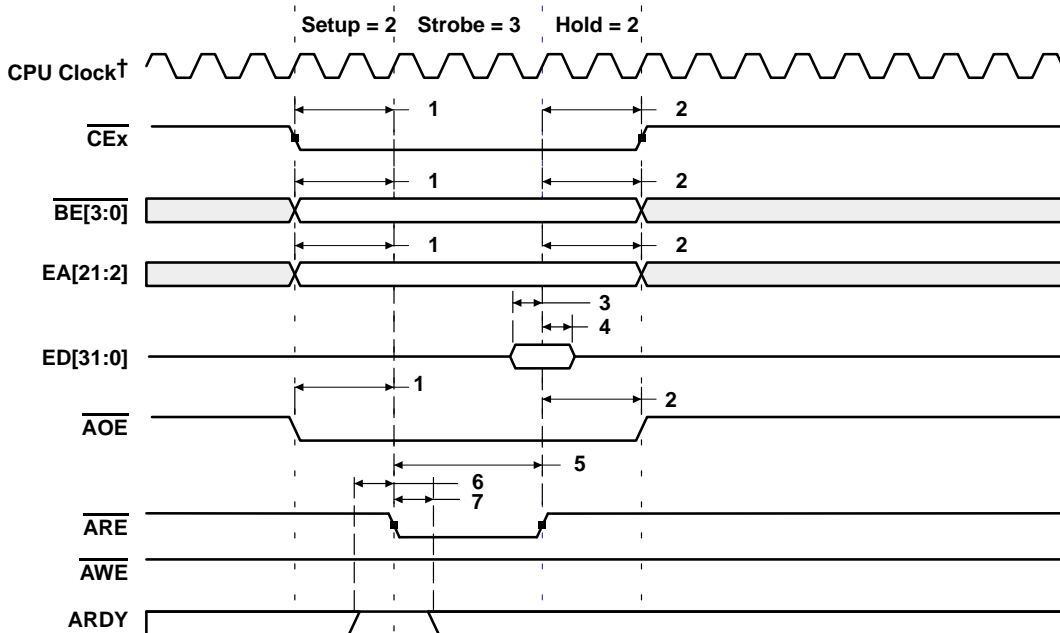 Setup = 2 Strobe = 3 Hold = 2
CPU Clock†
1 2
CEx
1 2
BE[3:0]
1 2
EA[21:2]
3
4
ED[31:0]
1
2
AOE
5
6
7
ARE
AWE
ARDY